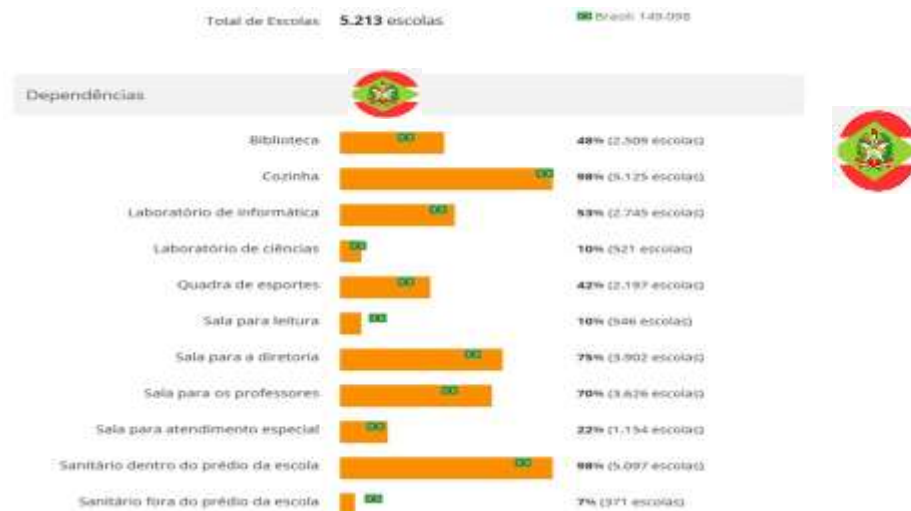 Total de Escolas 5.213 escolas Brasil: 149.098
Dependências
Biblioteca 48% (2.509 escolas)
Cozinha 98% (5.125 escolas)
Laboratório de informática 53% (2.745 escolas)
Laboratório de ciências 10% (521 escolas)
Quadra de esportes 42% (2.197 escolas)
Sala para leitura 10% (546 escolas)
Sala para a diretoria 75% (3.902 escolas)
Sala para os professores 70% (3.626 escolas)
Sala para atendimento especial 22% (1.154 escolas)
Sanitário dentro do prédio da escola 98% (5.097 escolas)
Sanitário fora do prédio da escola 7% (371 escolas)